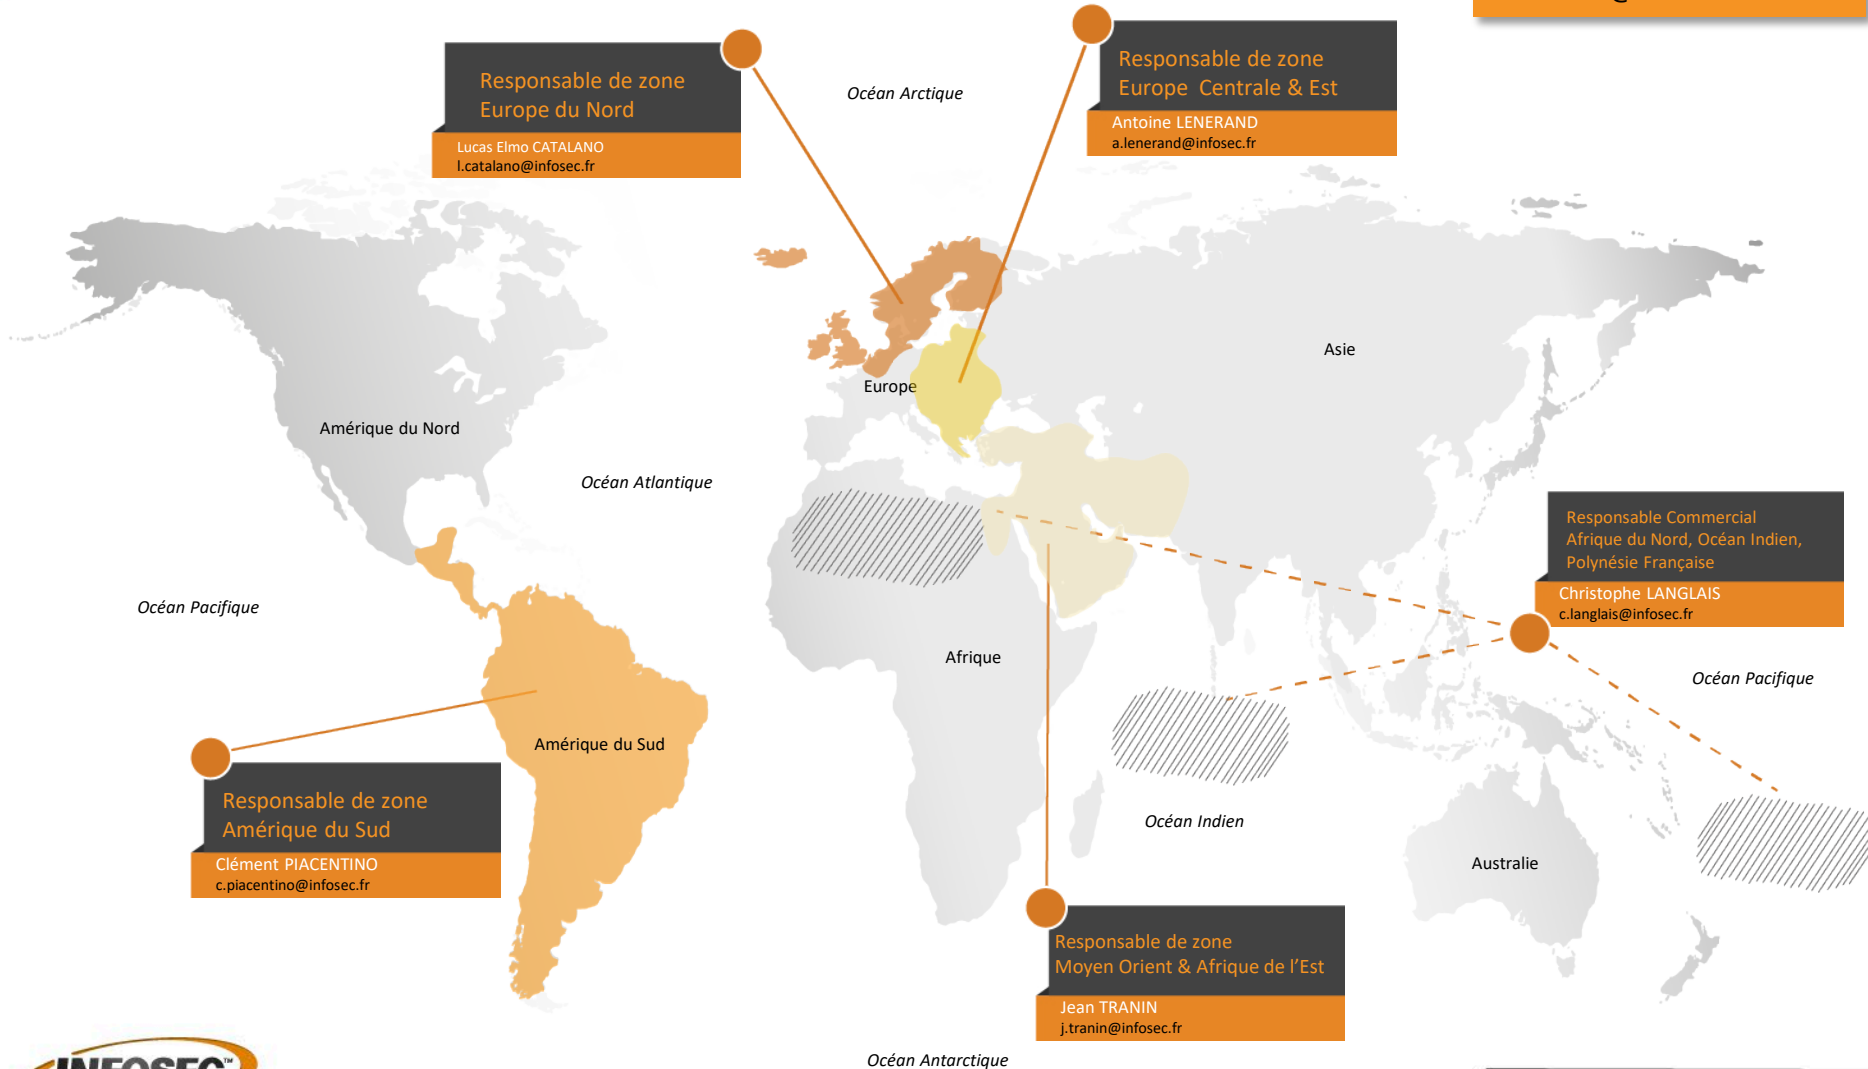 Responsable de zone
Europe du Nord
Lucas Elmo CATALANO
l.catalano@infosec.fr
Océan Arctique
Responsable de zone
Europe Centrale & Est
Antoine LENERAND
a.lenerand@infosec.fr
Asie
Europe
Amérique du Nord
Océan Atlantique
Responsable Commercial
Afrique du Nord, Océan Indien,
Polynésie Française
Christophe LANGLAIS
c.langlais@infosec.fr
Océan Pacifique
Afrique
Océan Pacifique
Amérique du Sud
Responsable de zone
Amérique du Sud
Clément PIACENTINO
c.piacentino@infosec.fr
Océan Indien
Australie
Responsable de zone
Moyen Orient & Afrique de l’Est
Jean TRANIN
j.tranin@infosec.fr
Océan Antarctique
INFOSEC™